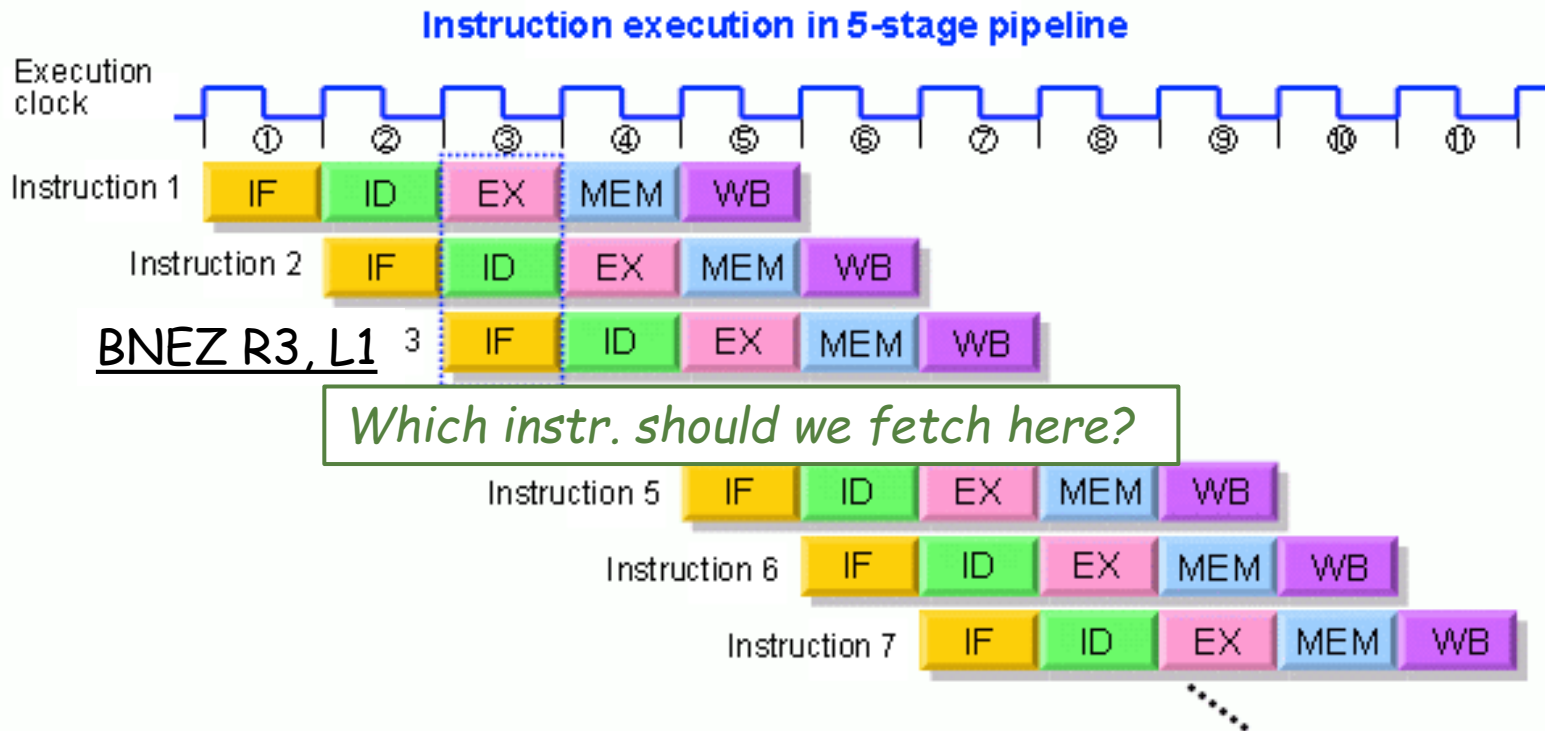 Instruction execution in 5-stage pipeline
Execution
clock
① ② ③ ④ ⑤ ⑥ ⑦ ⑧ ⑨ ⑩ ⑪
Instruction 1 IF ID EX MEM WB
Instruction 2 IF ID EX MEM WB
BNEZ R3, L1 3 IF ID EX MEM WB
Which instr. should we fetch here?
Instruction 5 IF ID EX MEM WB
Instruction 6 IF ID EX MEM WB
Instruction 7 IF ID EX MEM WB